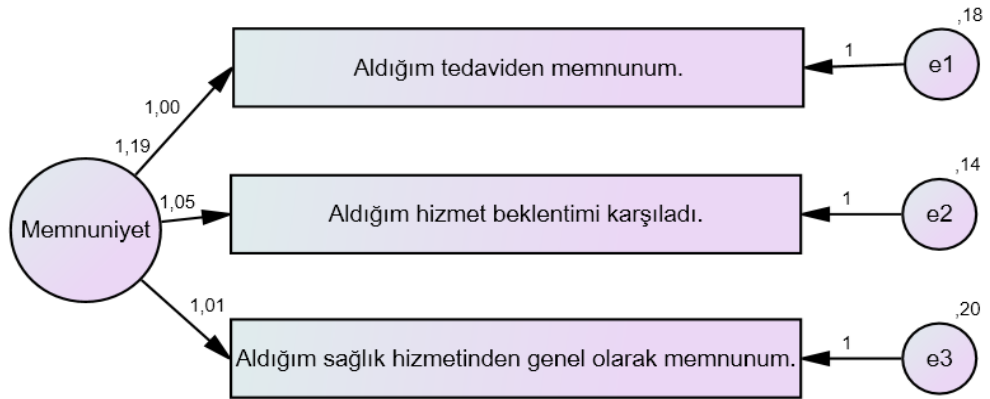 ,18
Aldığım tedaviden memnunum.
1
e1
1,00
1,19
Memnuniyet
1,05
Aldığım hizmet beklentimi karşıladı.
1
,14
e2
1,01
Aldığım sağlık hizmetinden genel olarak memnunum.
1
,20
e3